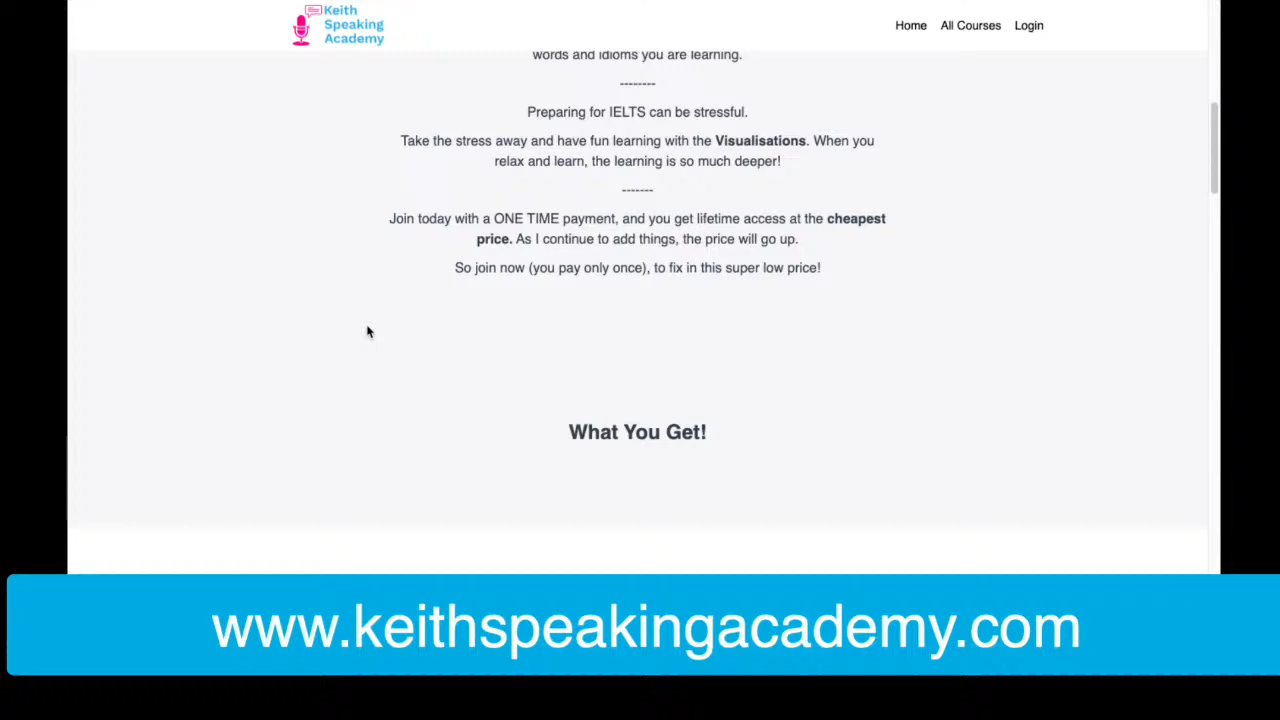 Keith
Speaking
Academy
Home All Courses Login
words and idioms you are learning.
--------
Preparing for IELTS can be stressful.
Take the stress away and have fun learning with the Visualisations. When you
relax and learn, the learning is so much deeper!
-------
Join today with a ONE TIME payment, and you get lifetime access at the cheapest
price. As I continue to add things, the price will go up.
So join now (you pay only once), to fix in this super low price!
What You Get!
www.keithspeakingacademy.com